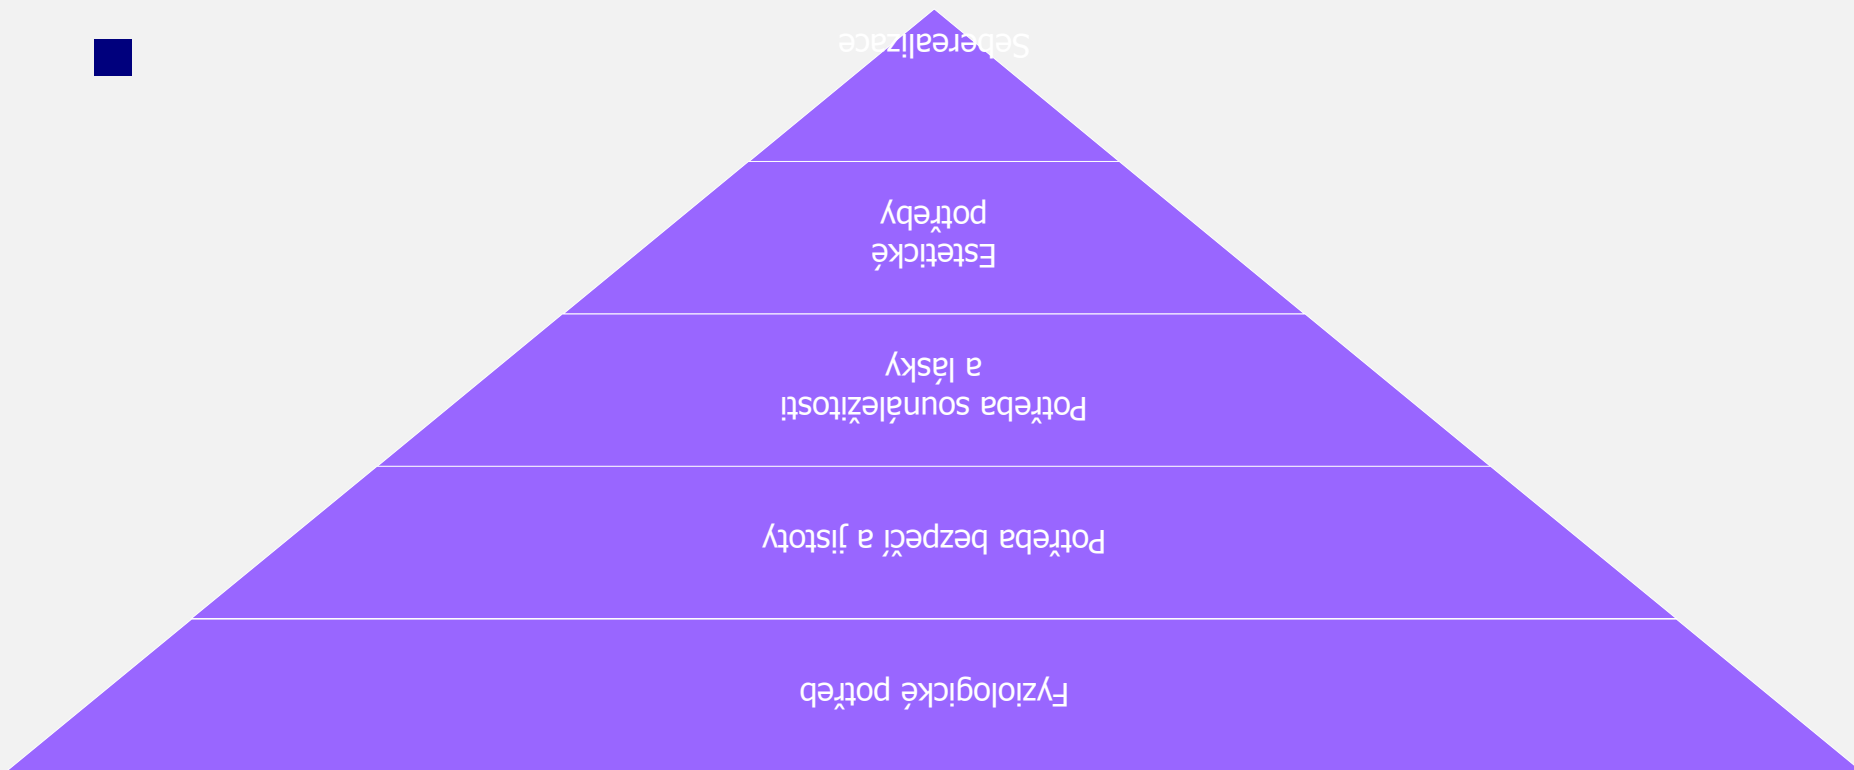 Fyziologické potřeb
Potřeba bezpečí a jistoty
Potřeba sounáležitosti
a lásky
Estetické
potřeby
Seberealizace